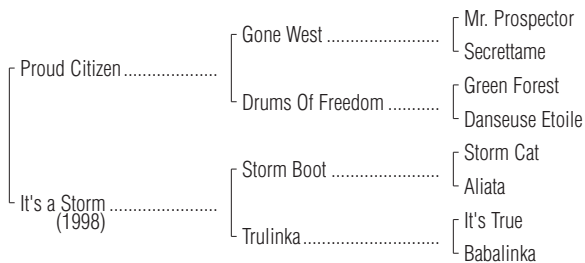 Mr. Prospector
Gone West ....................
Secrettame
Proud Citizen ....................
Green Forest
Drums Of Freedom ...........
Danseuse Etoile
Storm Cat
Storm Boot .......................
Aliata
It's a Storm .......................
(1998)
It's True
Trulinka.............................
Babalinka